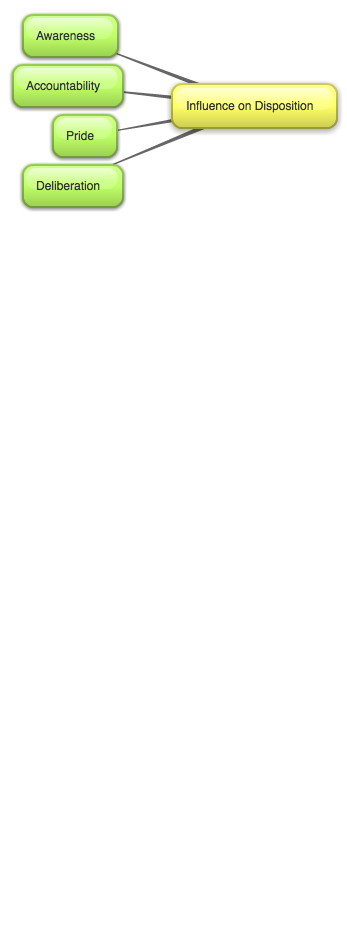 Awareness
Accountability
Influence on Disposition
Pride
Deliberation